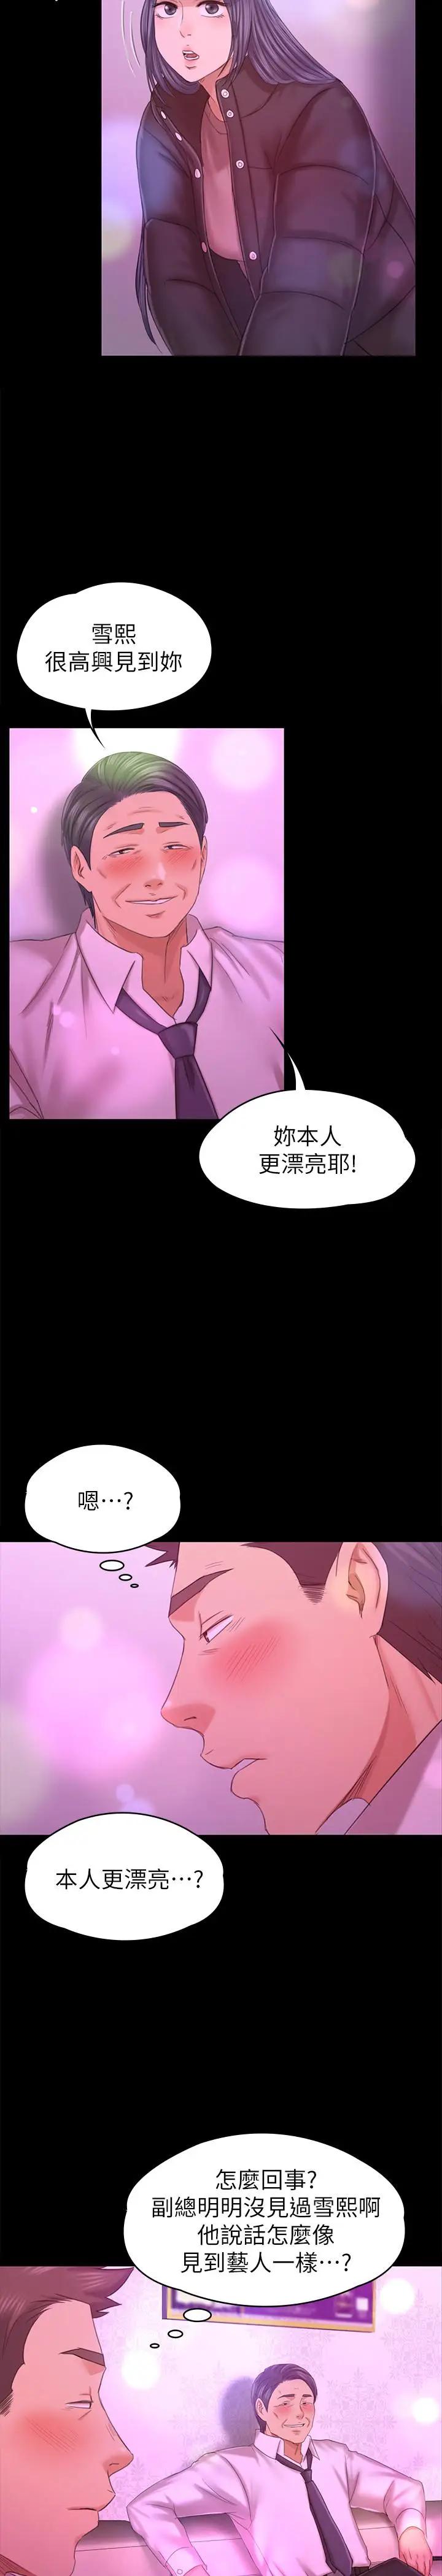 雪熙
很高興見到妳
妳本人
更漂亮耶!
嗯…?
本人更漂亮…?
怎麼回事?
副總明明沒見過雪熙啊
他說話怎麼像
見到藝人一樣…?